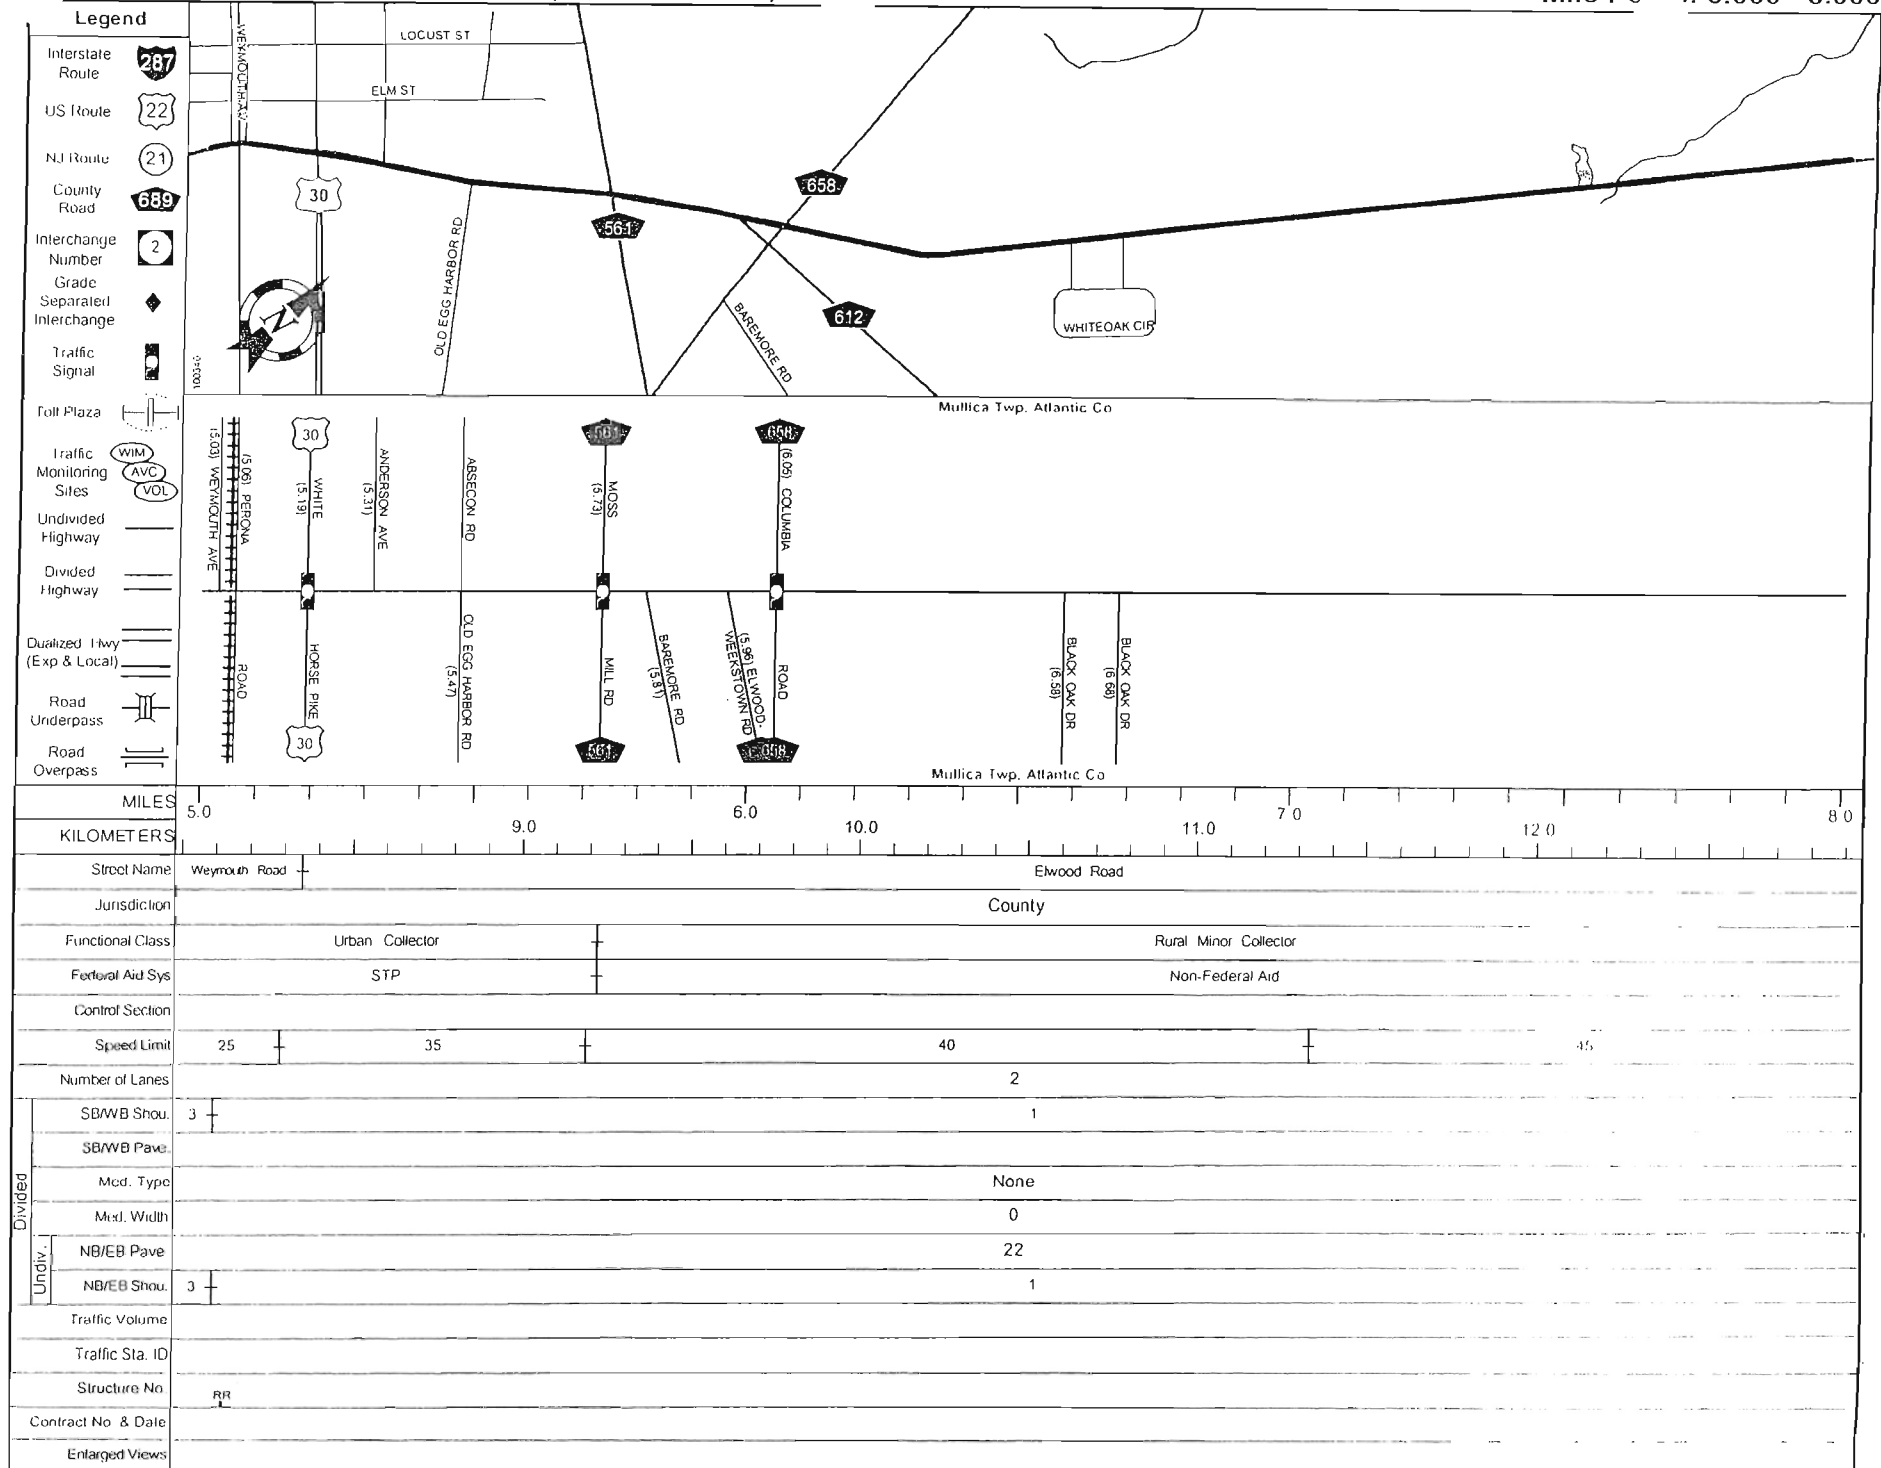 Legend
Interstate
Route
287
US Route
22
NJ Route
21
County
Road
689
Interchange
Number
2
Grade
Separated
Interchange
Traffic
Signal
Toll Plaza
Traffic
Monitoring
Sites
WIM
AVC
VOL
Undivided
Highway
Divided
Highway
Dualized Hwy
(Exp & Local)
Road
Underpass
Road
Overpass
LOCUST ST
ELM ST
30
OLD EGG HARBOR RD
561
658
612
BAREMORE RD
WHITEOAK CIR
N
Mullica Twp, Atlantic Co
(5.03) WEYMOUTH AVE
(5.06) PERONA
ROAD
30
WHITE
(5.19)
HORSE PIKE
30
ANDERSON AVE
(5.31)
ABSECON RD
OLD EGG HARBOR RD
(5.47)
561
MOSS
(5.73)
MILL RD
561
BAREMORE RD
(5.81)
(5.96) ELWOOD-
WEEKSTOWN RD
658
(6.05) COLUMBIA
ROAD
658
BLACK OAK DR
(6.58)
BLACK OAK DR
(6.68)
Mullica Twp, Atlantic Co
MILES 5.0 6.0 7.0 8.0
KILOMETERS 9.0 10.0 11.0 12.0
Street Name Weymouth Road Elwood Road
Jurisdiction County
Functional Class Urban Collector Rural Minor Collector
Federal Aid Sys STP Non-Federal Aid
Control Section
Speed Limit 25 35 40 45
Number of Lanes 2
Divided
Undiv.
SB/WB Shou. 3 1
SB/WB Pave.
Med. Type None
Med. Width 0
NB/EB Pave 22
NB/EB Shou. 3 1
Traffic Volume
Traffic Sta. ID
Structure No. RR
Contract No. & Date
Enlarged Views